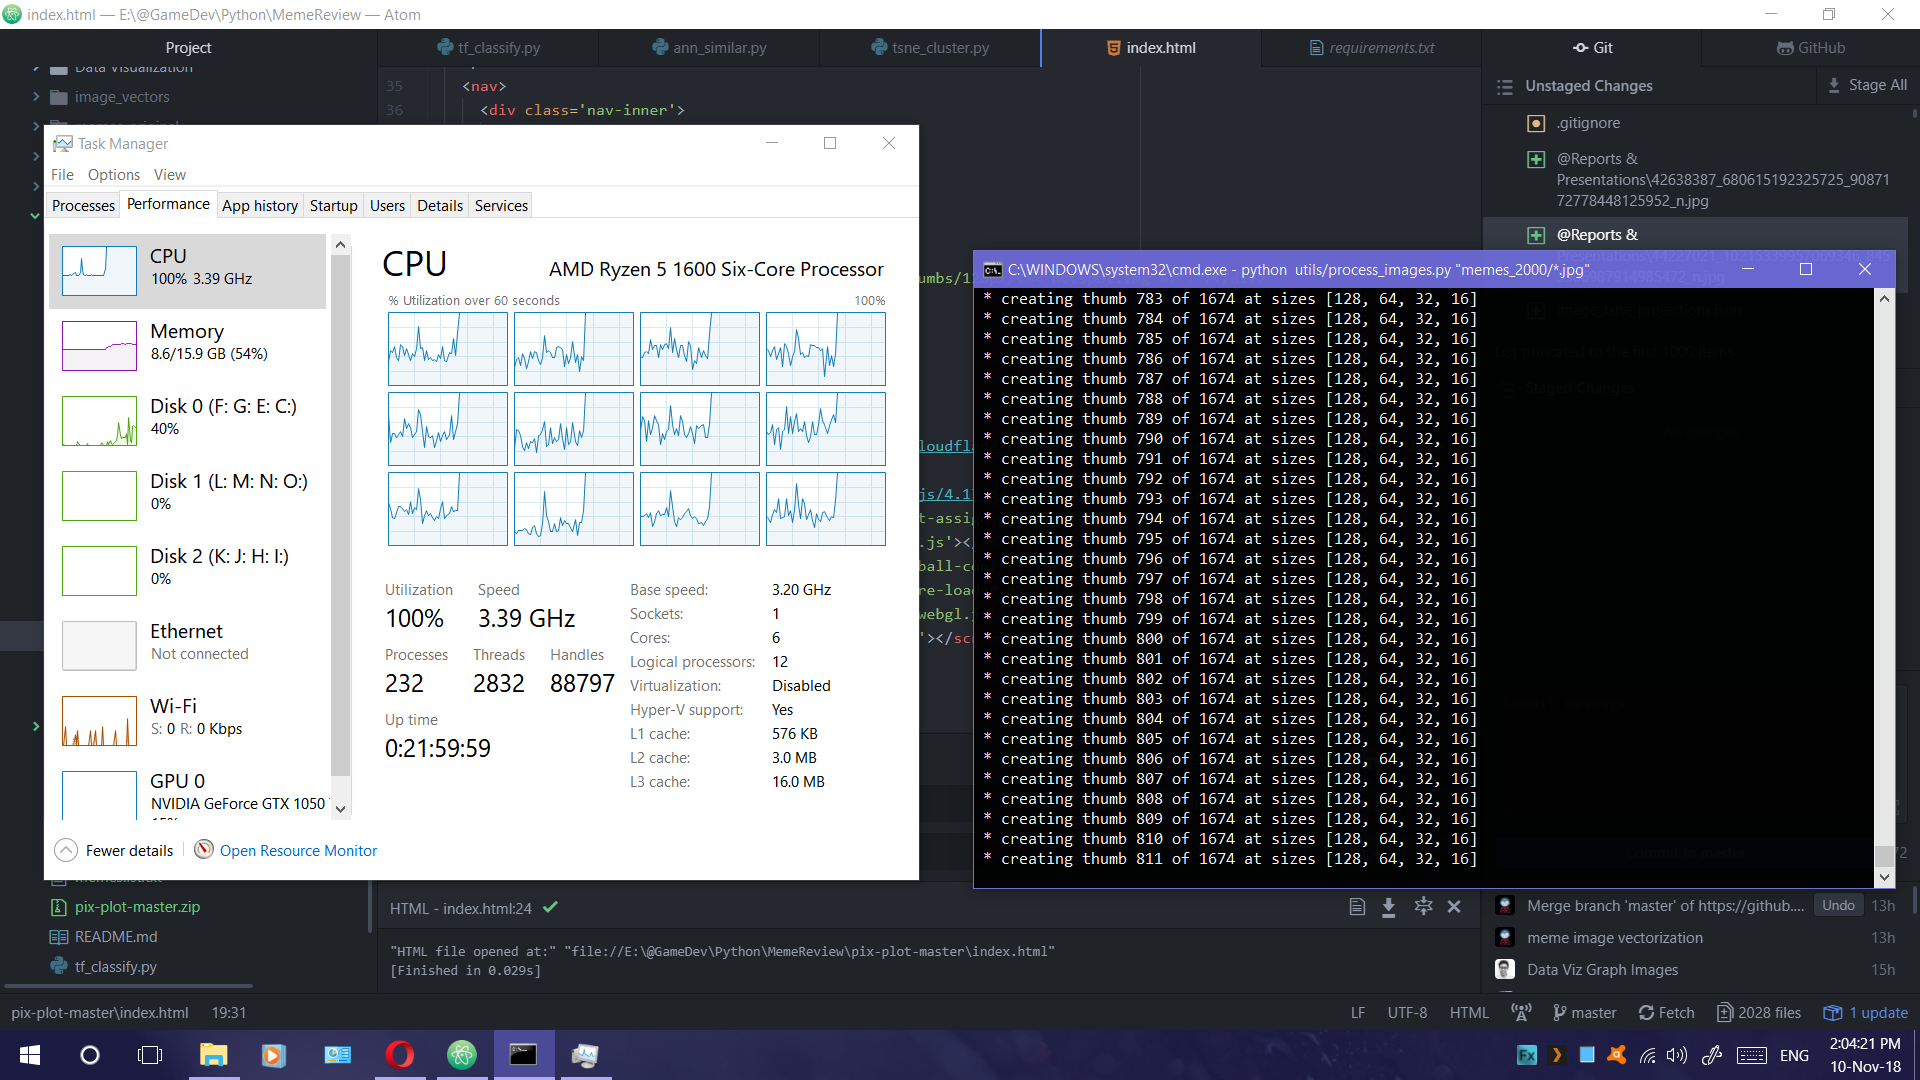 index.html — E:\@GameDev\Python\MemeReview — Atom
Project
tf_classify.py
ann_similar.py
tsne_cluster.py
index.html
requirements.txt
Git
GitHub
Data Visualization
image_vectors
35 <nav>
36 <div class='nav-inner'>
Unstaged Changes
Stage All
.gitignore
@Reports &
Presentations\42638387_680615192325725_90871
72778448125952_n.jpg
@Reports &
Task Manager
File Options View
Processes Performance App history Startup Users Details Services
CPU
100% 3.39 GHz
Memory
8.6/15.9 GB (54%)
Disk 0 (F: G: E: C:)
40%
Disk 1 (L: M: N: O:)
0%
Disk 2 (K: J: H: I:)
0%
Ethernet
Not connected
Wi-Fi
S: 0 R: 0 Kbps
GPU 0
NVIDIA GeForce GTX 1050
CPU
AMD Ryzen 5 1600 Six-Core Processor
% Utilization over 60 seconds
100%
Utilization
100%
Speed
3.39 GHz
Processes
232
Threads
2832
Handles
88797
Up time
0:21:59:59
Base speed: 3.20 GHz
Sockets: 1
Cores: 6
Logical processors: 12
Virtualization: Disabled
Hyper-V support: Yes
L1 cache: 576 KB
L2 cache: 3.0 MB
L3 cache: 16.0 MB
Fewer details
Open Resource Monitor
umbs/12
loudfla
js/4.17
t-assig
.js'></
ball-co
re-load
webgl.j
'></scr
C:\WINDOWS\system32\cmd.exe - python utils/process_images.py "memes_2000/*.jpg"
* creating thumb 783 of 1674 at sizes [128, 64, 32, 16]
* creating thumb 784 of 1674 at sizes [128, 64, 32, 16]
* creating thumb 785 of 1674 at sizes [128, 64, 32, 16]
* creating thumb 786 of 1674 at sizes [128, 64, 32, 16]
* creating thumb 787 of 1674 at sizes [128, 64, 32, 16]
* creating thumb 788 of 1674 at sizes [128, 64, 32, 16]
* creating thumb 789 of 1674 at sizes [128, 64, 32, 16]
* creating thumb 790 of 1674 at sizes [128, 64, 32, 16]
* creating thumb 791 of 1674 at sizes [128, 64, 32, 16]
* creating thumb 792 of 1674 at sizes [128, 64, 32, 16]
* creating thumb 793 of 1674 at sizes [128, 64, 32, 16]
* creating thumb 794 of 1674 at sizes [128, 64, 32, 16]
* creating thumb 795 of 1674 at sizes [128, 64, 32, 16]
* creating thumb 796 of 1674 at sizes [128, 64, 32, 16]
* creating thumb 797 of 1674 at sizes [128, 64, 32, 16]
* creating thumb 798 of 1674 at sizes [128, 64, 32, 16]
* creating thumb 799 of 1674 at sizes [128, 64, 32, 16]
* creating thumb 800 of 1674 at sizes [128, 64, 32, 16]
* creating thumb 801 of 1674 at sizes [128, 64, 32, 16]
* creating thumb 802 of 1674 at sizes [128, 64, 32, 16]
* creating thumb 803 of 1674 at sizes [128, 64, 32, 16]
* creating thumb 804 of 1674 at sizes [128, 64, 32, 16]
* creating thumb 805 of 1674 at sizes [128, 64, 32, 16]
* creating thumb 806 of 1674 at sizes [128, 64, 32, 16]
* creating thumb 807 of 1674 at sizes [128, 64, 32, 16]
* creating thumb 808 of 1674 at sizes [128, 64, 32, 16]
* creating thumb 809 of 1674 at sizes [128, 64, 32, 16]
* creating thumb 810 of 1674 at sizes [128, 64, 32, 16]
* creating thumb 811 of 1674 at sizes [128, 64, 32, 16]
72
pix-plot-master.zip
README.md
tf_classify.py
HTML - index.html:24
"HTML file opened at:" "file://E:\@GameDev\Python\MemeReview\pix-plot-master\index.html"
[Finished in 0.029s]
Merge branch 'master' of https://github.... Undo 13h
meme image vectorization 13h
Data Viz Graph Images 15h
pix-plot-master\index.html 19:31
LF UTF-8 HTML master Fetch 2028 files 1 update
Fx
ENG
2:04:21 PM
10-Nov-18